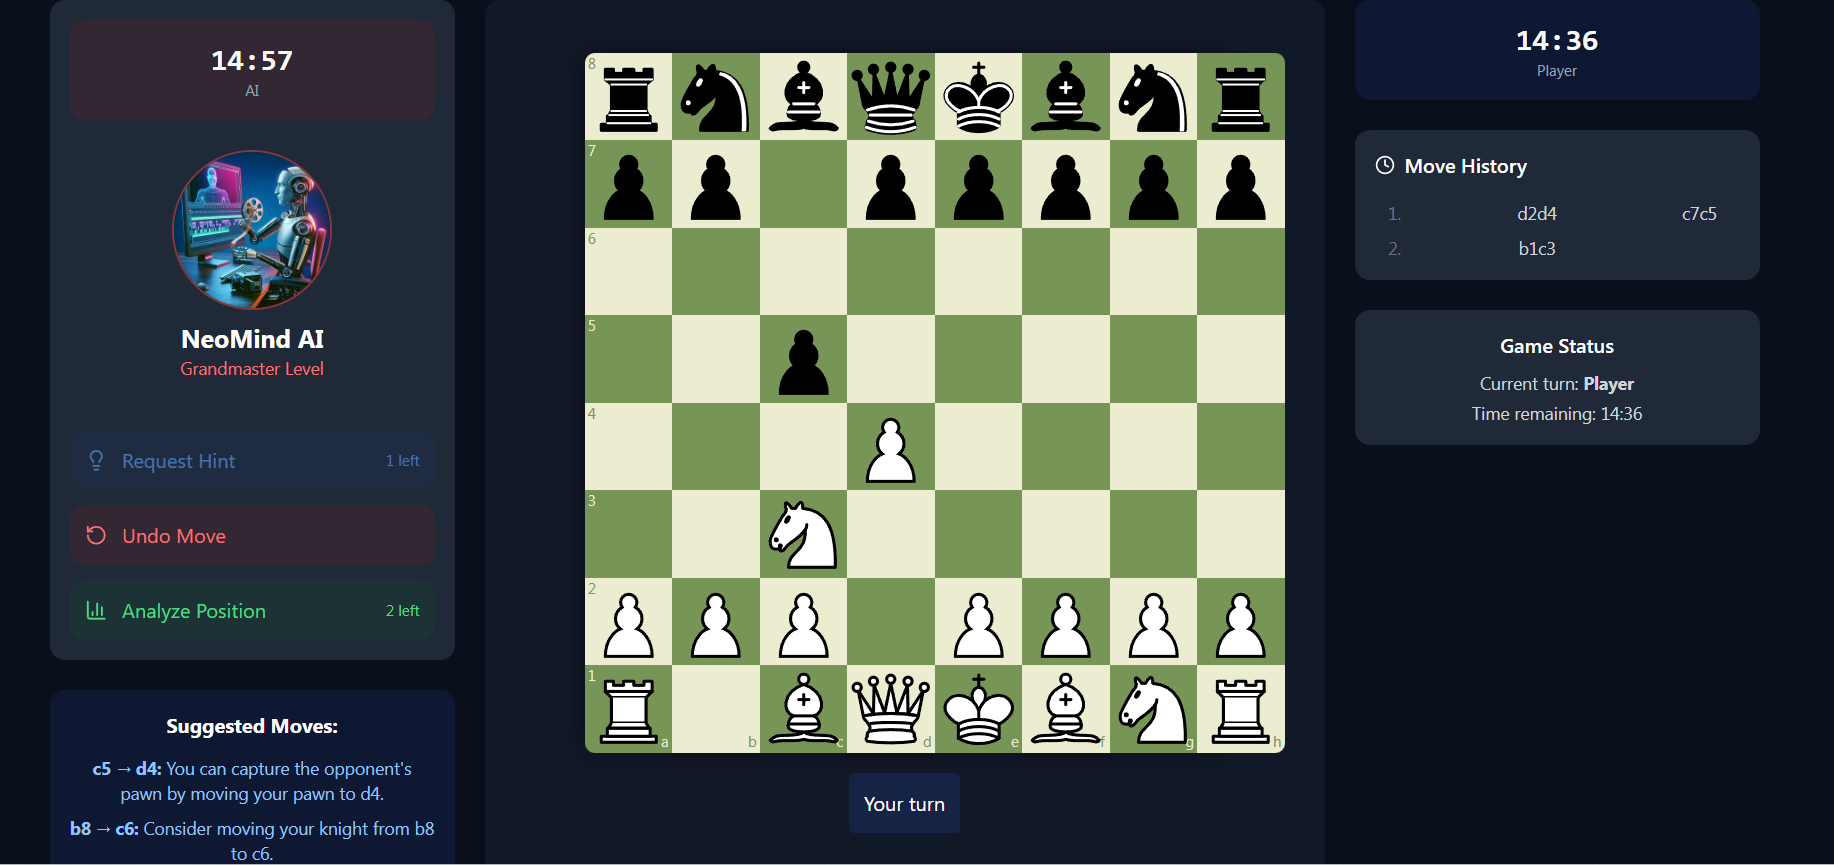 14:57
AI
NeoMind AI
Grandmaster Level
Request Hint 1 left
Undo Move
Analyze Position 2 left
Suggested Moves:
c5 → d4: You can capture the opponent's
pawn by moving your pawn to d4.
b8 → c6: Consider moving your knight from b8
to c6.
8
7
6
5
4
3
2
1
a b c d e f g h
Your turn
14:36
Player
Move History
1. d2d4 c7c5
2. b1c3
Game Status
Current turn: Player
Time remaining: 14:36